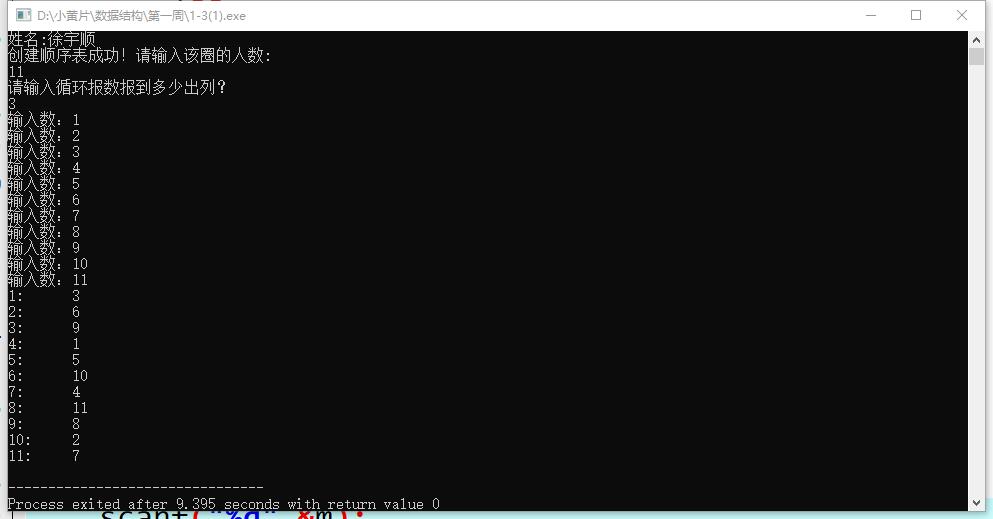 D:\小黄片\数据结构\第一周\1-3(1).exe
姓名:徐宇顺
创建顺序表成功！请输入该圈的人数:
11
请输入循环报数报到多少出列？
3
输入数：1
输入数：2
输入数：3
输入数：4
输入数：5
输入数：6
输入数：7
输入数：8
输入数：9
输入数：10
输入数：11
1: 3
2: 6
3: 9
4: 1
5: 5
6: 10
7: 4
8: 11
9: 8
10: 2
11: 7
--------------------------------
Process exited after 9.395 seconds with return value 0
scanf("%d",&m);